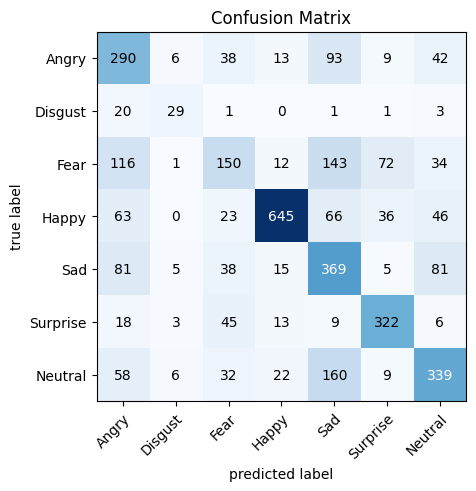 Confusion Matrix
Angry 290 6 38 13 93 9 42
Disgust 20 29 1 0 1 1 3
Fear 116 1 150 12 143 72 34
Happy 63 0 23 645 66 36 46
Sad 81 5 38 15 369 5 81
Surprise 18 3 45 13 9 322 6
Neutral 58 6 32 22 160 9 339
true label
Angry Disgust Fear Happy Sad Surprise Neutral
predicted label